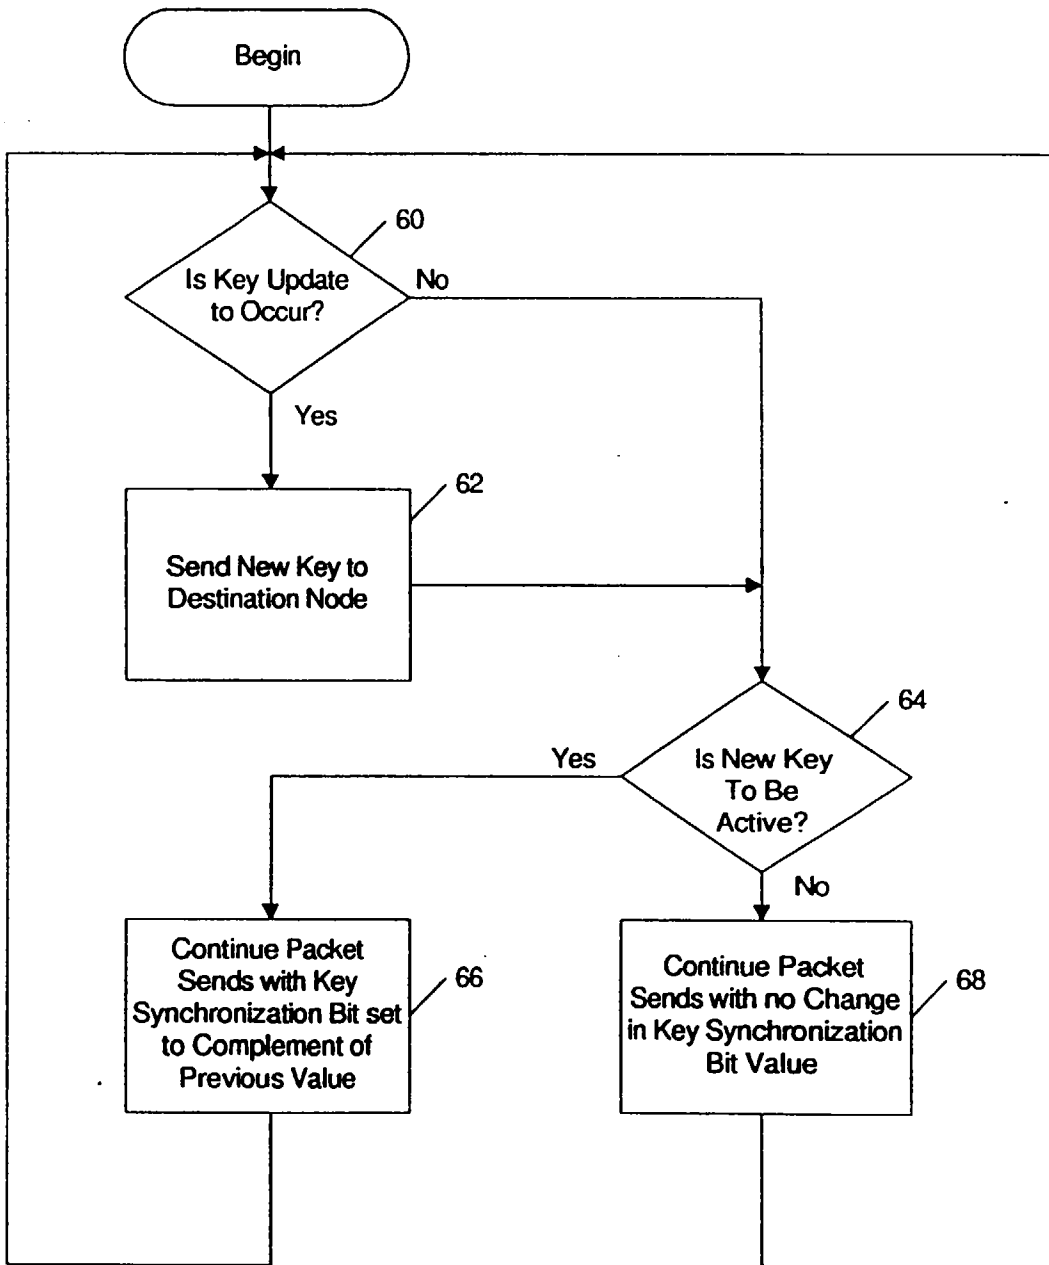 Begin
60
Is Key Update
to Occur?
No
Yes
62
Send New Key to
Destination Node
64
Is New Key
To Be
Active?
Yes
No
Continue Packet
Sends with Key
Synchronization Bit set
to Complement of
Previous Value
66
Continue Packet
Sends with no Change
in Key Synchronization
Bit Value
68